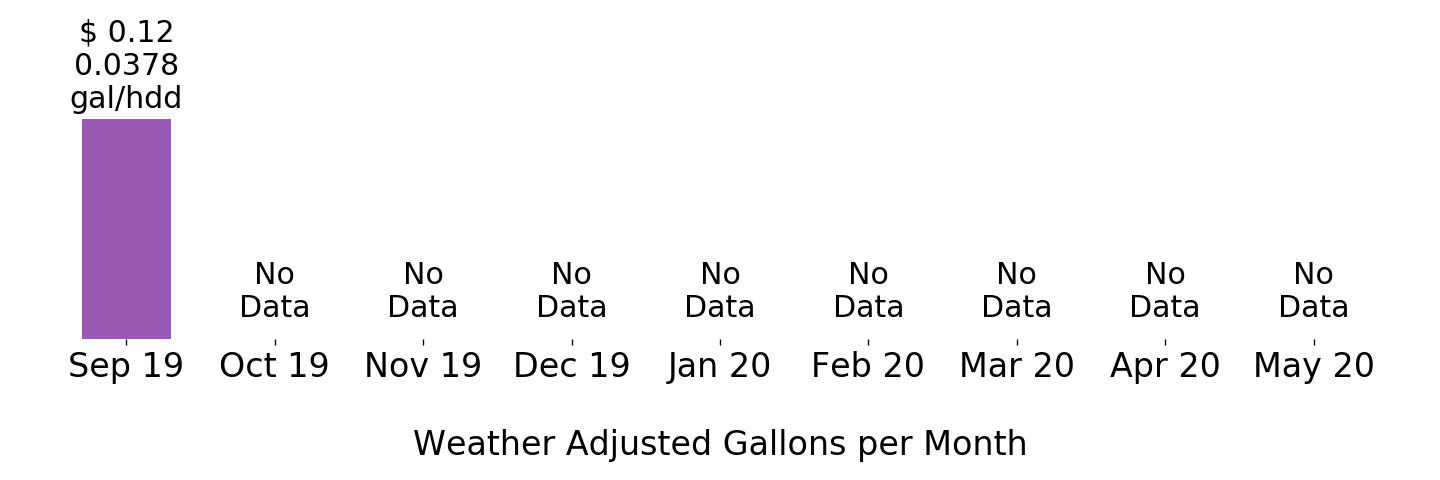 $ 0.12
0.0378
gal/hdd
No
Data
No
Data
No
Data
No
Data
No
Data
No
Data
No
Data
No
Data
Sep 19
Oct 19
Nov 19
Dec 19
Jan 20
Feb 20
Mar 20
Apr 20
May 20
Weather Adjusted Gallons per Month